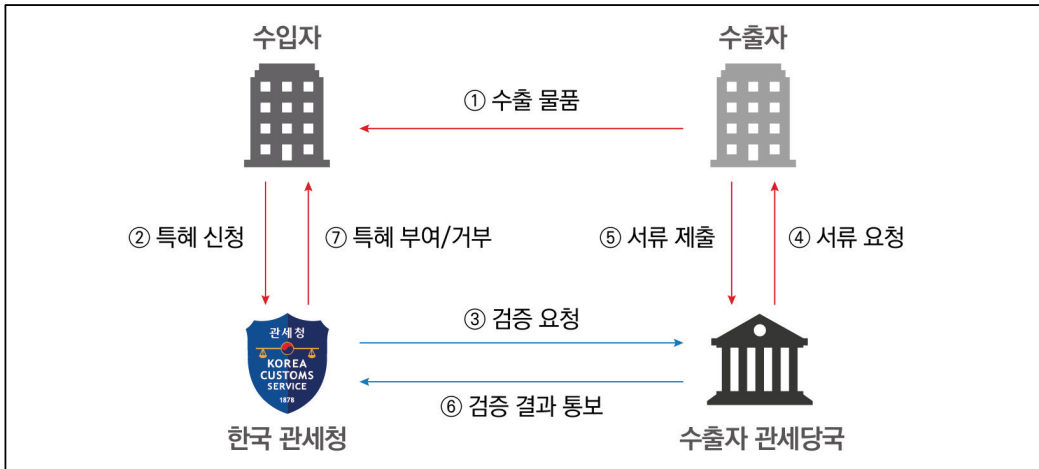 수입자
수출자
① 수출 물품
② 특혜 신청
⑦ 특혜 부여/거부
⑤ 서류 제출
④ 서류 요청
③ 검증 요청
관세청
KOREA
CUSTOMS
SERVICE
1878
⑥ 검증 결과 통보
한국 관세청
수출자 관세당국